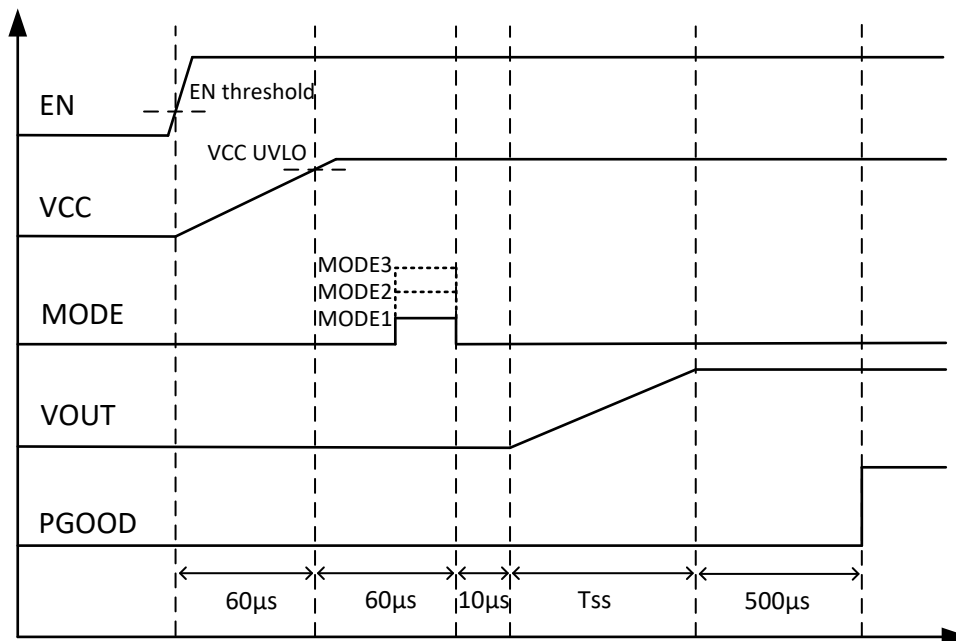 EN
EN threshold
VCC UVLO
VCC
MODE3
MODE2
MODE
MODE1
VOUT
PGOOD
60µs
60µs
10µs
Tss
500µs